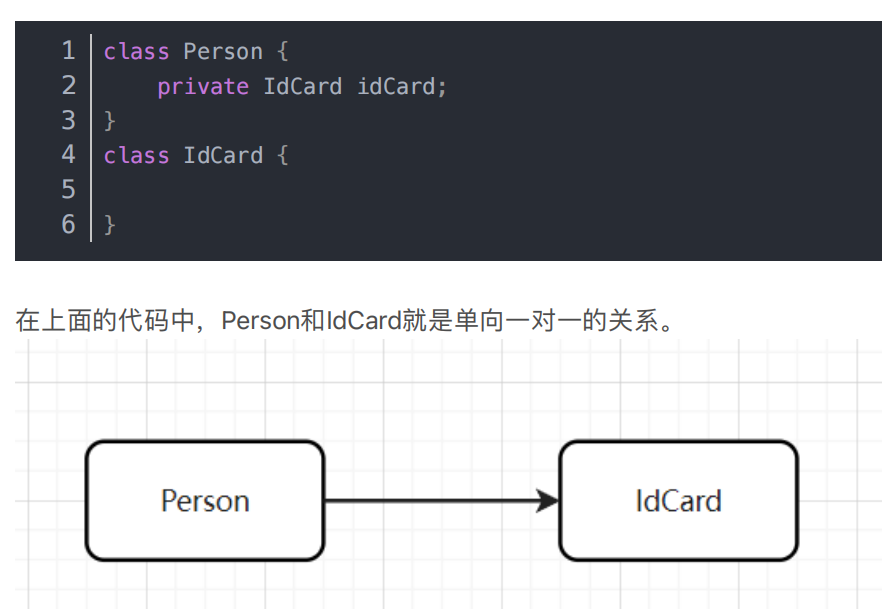 1 class Person {
2     private IdCard idCard;
3 }
4 class IdCard {
5
6 }
在上面的代码中，Person和IdCard就是单向一对一的关系。
Person IdCard